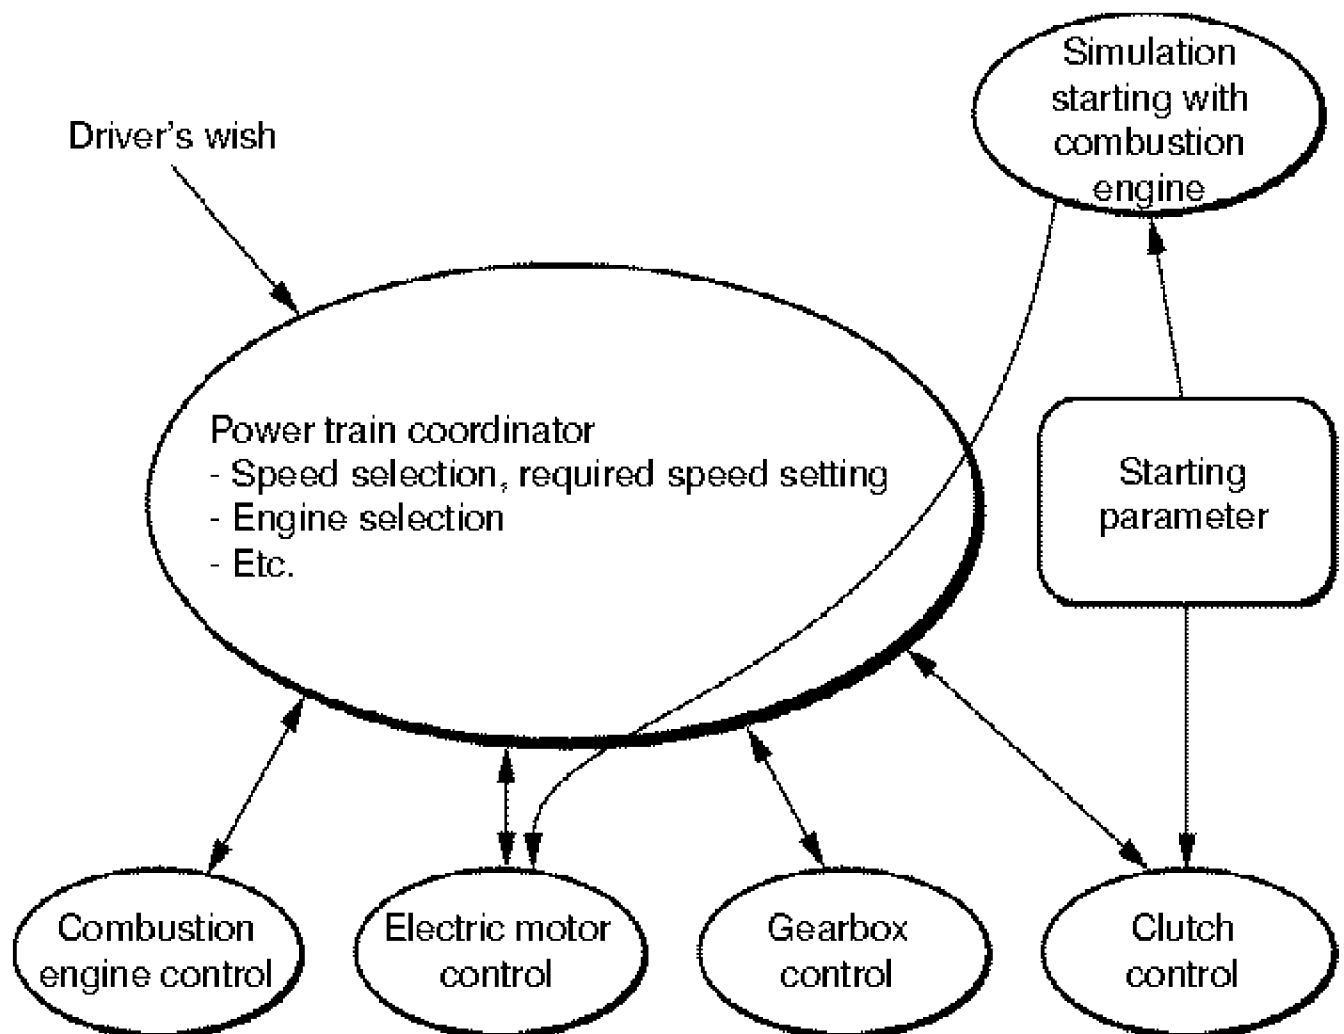 Simulation
starting with
combustion
engine
Driver's wish
Power train coordinator
- Speed selection, required speed setting
- Engine selection
- Etc.
Starting
parameter
Combustion
engine control
Electric motor
control
Gearbox
control
Clutch
control